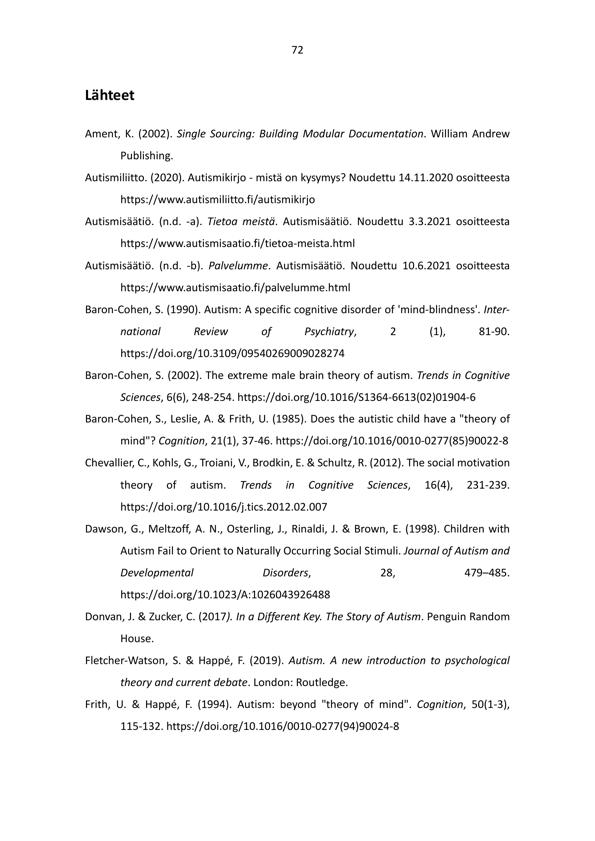 72
Lähteet
Ament, K. (2002). Single Sourcing: Building Modular Documentation. William Andrew
Publishing.
Autismiliitto. (2020). Autismikirjo - mistä on kysymys? Noudettu 14.11.2020 osoitteesta
https://www.autismiliitto.fi/autismikirjo
Autismisäätiö. (n.d. -a). Tietoa meistä. Autismisäätiö. Noudettu 3.3.2021 osoitteesta
https://www.autismisaatio.fi/tietoa-meista.html
Autismisäätiö. (n.d. -b). Palvelumme. Autismisäätiö. Noudettu 10.6.2021 osoitteesta
https://www.autismisaatio.fi/palvelumme.html
Baron-Cohen, S. (1990). Autism: A specific cognitive disorder of 'mind-blindness'. Inter-
national Review of Psychiatry, 2 (1), 81-90.
https://doi.org/10.3109/09540269009028274
Baron-Cohen, S. (2002). The extreme male brain theory of autism. Trends in Cognitive
Sciences, 6(6), 248-254. https://doi.org/10.1016/S1364-6613(02)01904-6
Baron-Cohen, S., Leslie, A. & Frith, U. (1985). Does the autistic child have a "theory of
mind"? Cognition, 21(1), 37-46. https://doi.org/10.1016/0010-0277(85)90022-8
Chevallier, C., Kohls, G., Troiani, V., Brodkin, E. & Schultz, R. (2012). The social motivation
theory of autism. Trends in Cognitive Sciences, 16(4), 231-239.
https://doi.org/10.1016/j.tics.2012.02.007
Dawson, G., Meltzoff, A. N., Osterling, J., Rinaldi, J. & Brown, E. (1998). Children with
Autism Fail to Orient to Naturally Occurring Social Stimuli. Journal of Autism and
Developmental Disorders, 28, 479–485.
https://doi.org/10.1023/A:1026043926488
Donvan, J. & Zucker, C. (2017). In a Different Key. The Story of Autism. Penguin Random
House.
Fletcher-Watson, S. & Happé, F. (2019). Autism. A new introduction to psychological
theory and current debate. London: Routledge.
Frith, U. & Happé, F. (1994). Autism: beyond "theory of mind". Cognition, 50(1-3),
115-132. https://doi.org/10.1016/0010-0277(94)90024-8